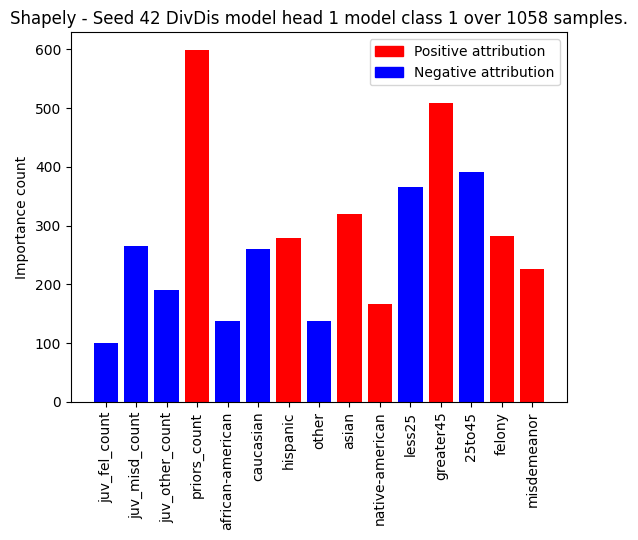 Shapely - Seed 42 DivDis model head 1 model class 1 over 1058 samples.
Positive attribution
Negative attribution
Importance count
600
500
400
300
200
100
0
juv_fel_count
juv_misd_count
juv_other_count
priors_count
african-american
caucasian
hispanic
other
asian
native-american
less25
greater45
25to45
felony
misdemeanor